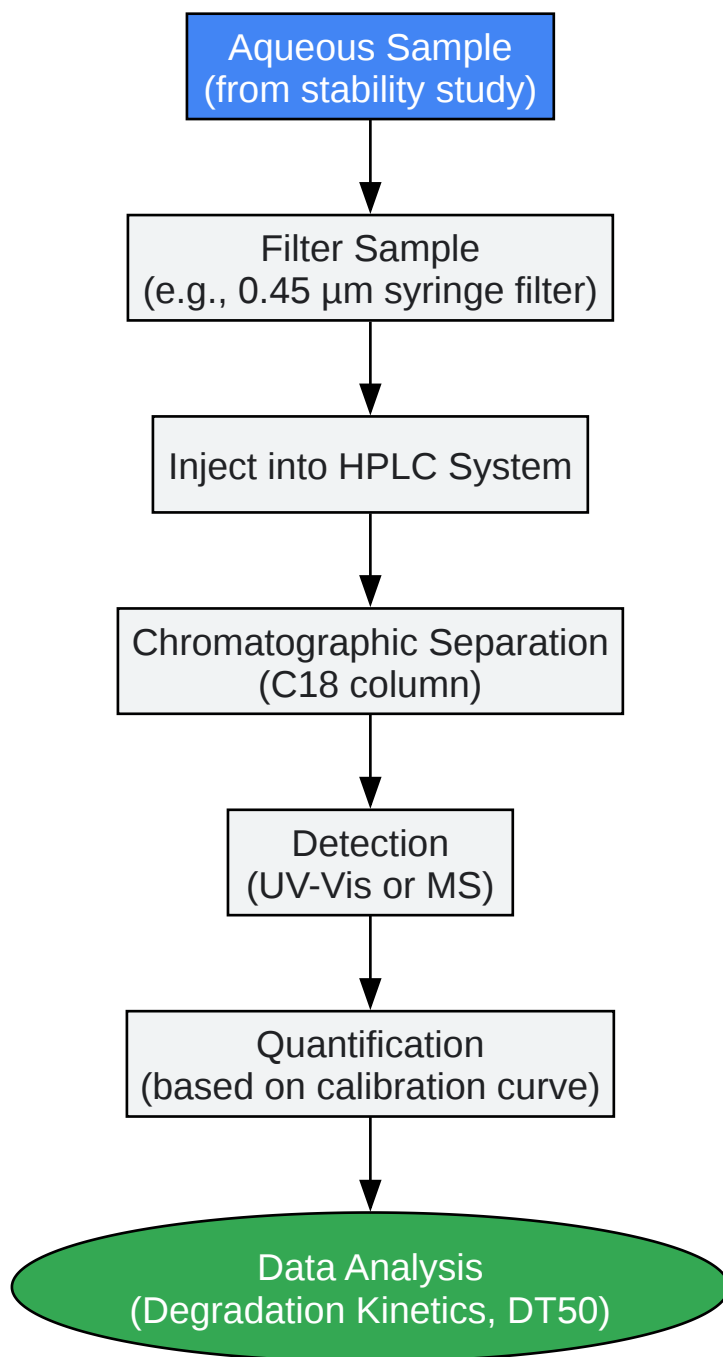 Aqueous Sample
(from stability study)
Filter Sample
(e.g., 0.45 µm syringe filter)
Inject into HPLC System
Chromatographic Separation
(C18 column)
Detection
(UV-Vis or MS)
Quantification
(based on calibration curve)
Data Analysis
(Degradation Kinetics, DT50)